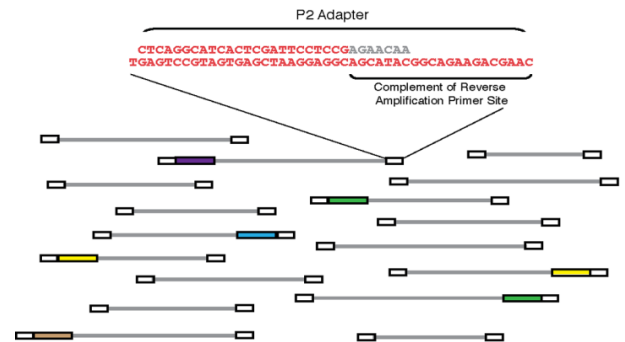 P2 Adapter
CTCAGGCATCACTCGATTCCTCCGAGAACAA
TGAGTCCGTAGTGAGCTAAGGAGGCAGCATACGGCAGAAGACGAAC
Complement of Reverse
Amplification Primer Site